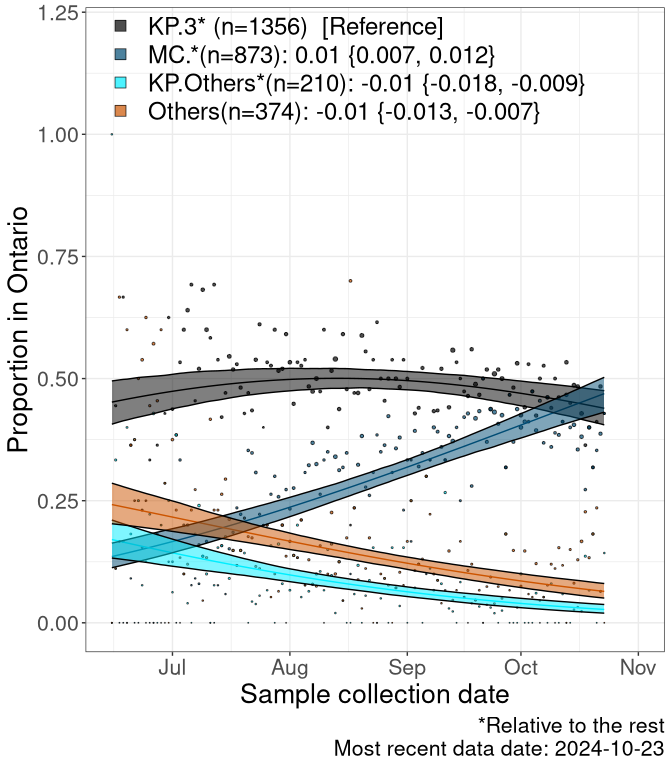 KP.3* (n=1356)  [Reference]
MC.*(n=873): 0.01 {0.007, 0.012}
KP.Others*(n=210): -0.01 {-0.018, -0.009}
Others(n=374): -0.01 {-0.013, -0.007}
1.25
1.00
0.75
0.50
0.25
0.00
Proportion in Ontario
Jul Aug Sep Oct Nov
Sample collection date
*Relative to the rest
Most recent data date: 2024-10-23